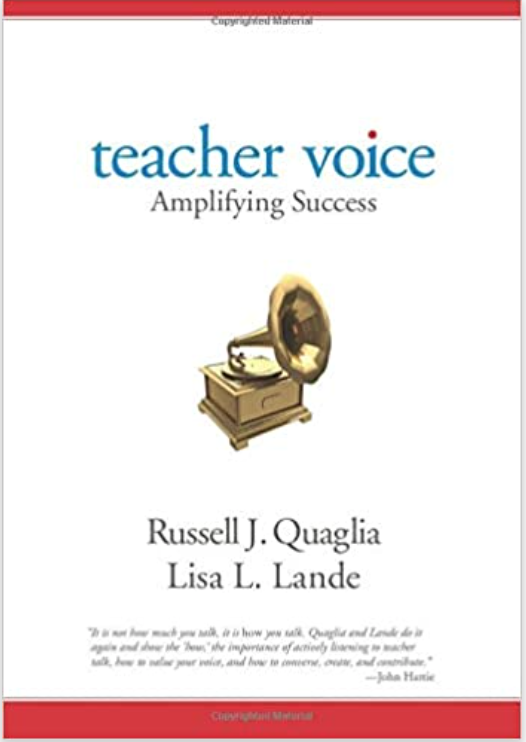 Copyrighted Material
teacher voice
Amplifying Success
Russell J. Quaglia
Lisa L. Lande
"It is not how much you talk, it is how you talk. Quaglia and Lande do it
again and show the 'how,' the importance of actively listening to teacher
talk, how to value your voice, and how to converse, create, and contribute."
—John Hattie
Copyrighted Material